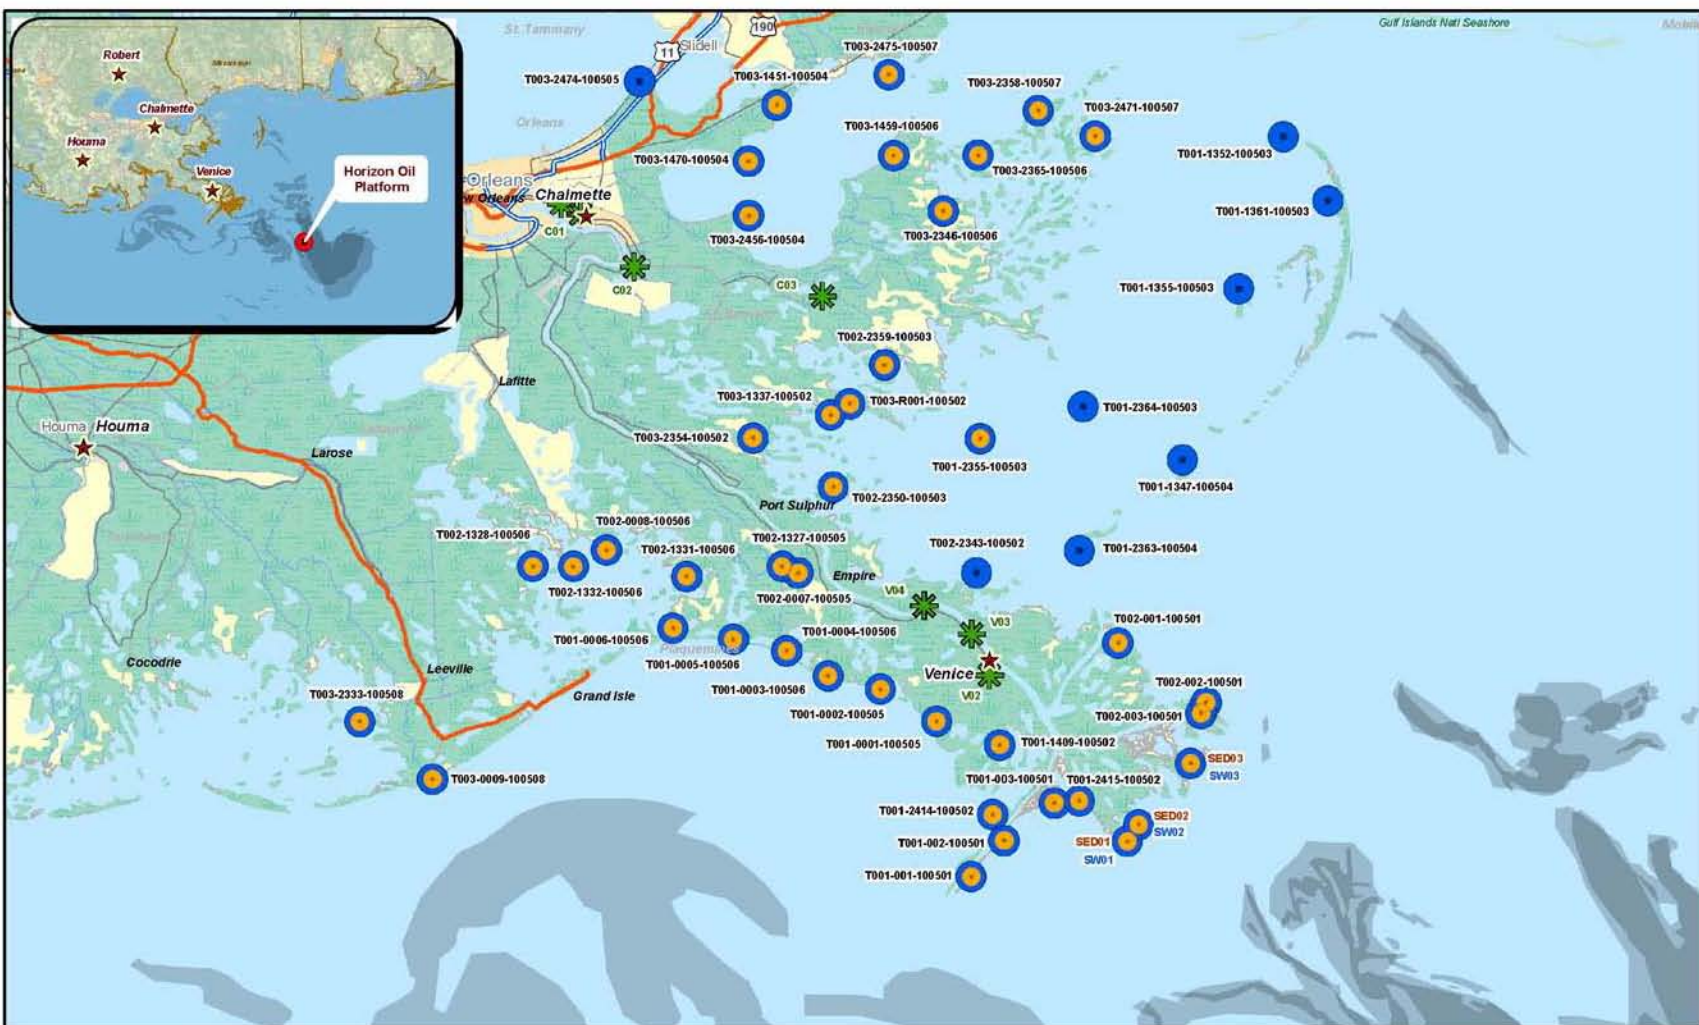 Gulf Islands Natl Seashore
St. Tammany
190
11
Slidell
Robert
Chalmette
Houma
Venice
Horizon Oil
Platform
T003-2475-100507
T003-2474-100505
T003-1451-100504
T003-2358-100507
T003-2471-100507
Orleans
T003-1459-100506
T001-1352-100503
T003-1470-100504
T003-2365-100506
Orleans
Chalmette
w Orleans
T001-1361-100503
C01
T003-2456-100504
T003-2346-100506
C02
C03
T001-1355-100503
T002-2359-100503
Lafitte
T003-1337-100502
T003-R001-100502
T001-2364-100503
Houma
Houma
T003-2354-100502
Larose
T001-2355-100503
T001-1347-100504
T002-2350-100503
Port Sulphur
T002-0008-100506
T002-1328-100506
T002-1331-100506
T002-1327-100505
T002-2343-100502
T001-2363-100504
Empire
T002-1332-100506
T002-0007-100505
V04
V03
T002-001-100501
T001-0006-100506
T001-0004-100506
Plaquemines
T001-0005-100506
Cocodrie
Leeville
Venice
T003-2333-100508
Grand Isle
T001-0003-100506
V02
T002-002-100501
T001-0002-100505
T002-003-100501
T001-0001-100505
T001-1409-100502
SED03
SW03
T003-0009-100508
T001-003-100501
T001-2415-100502
T001-2414-100502
SED02
SW02
T001-002-100501
SED01
SW01
T001-001-100501